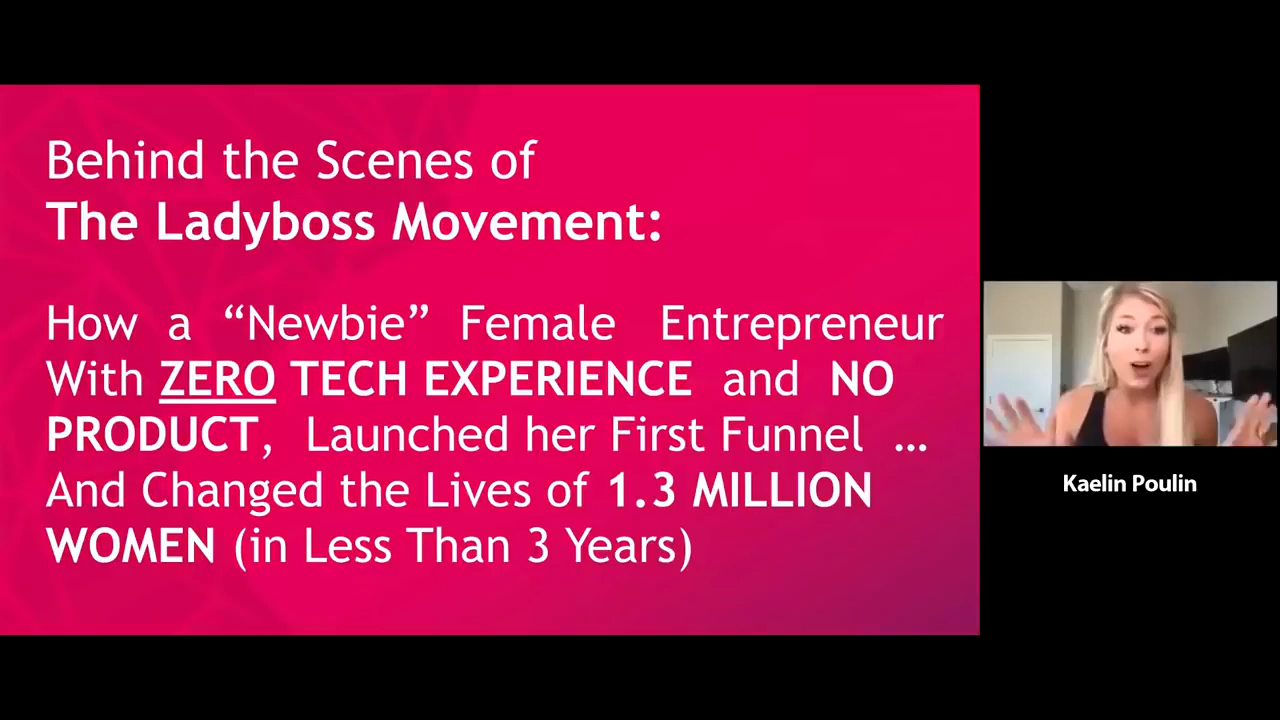 Behind the Scenes of
The Ladyboss Movement:
How a “Newbie” Female Entrepreneur
With ZERO TECH EXPERIENCE and NO
PRODUCT, Launched her First Funnel ...
And Changed the Lives of 1.3 MILLION
WOMEN (in Less Than 3 Years)
Kaelin Poulin